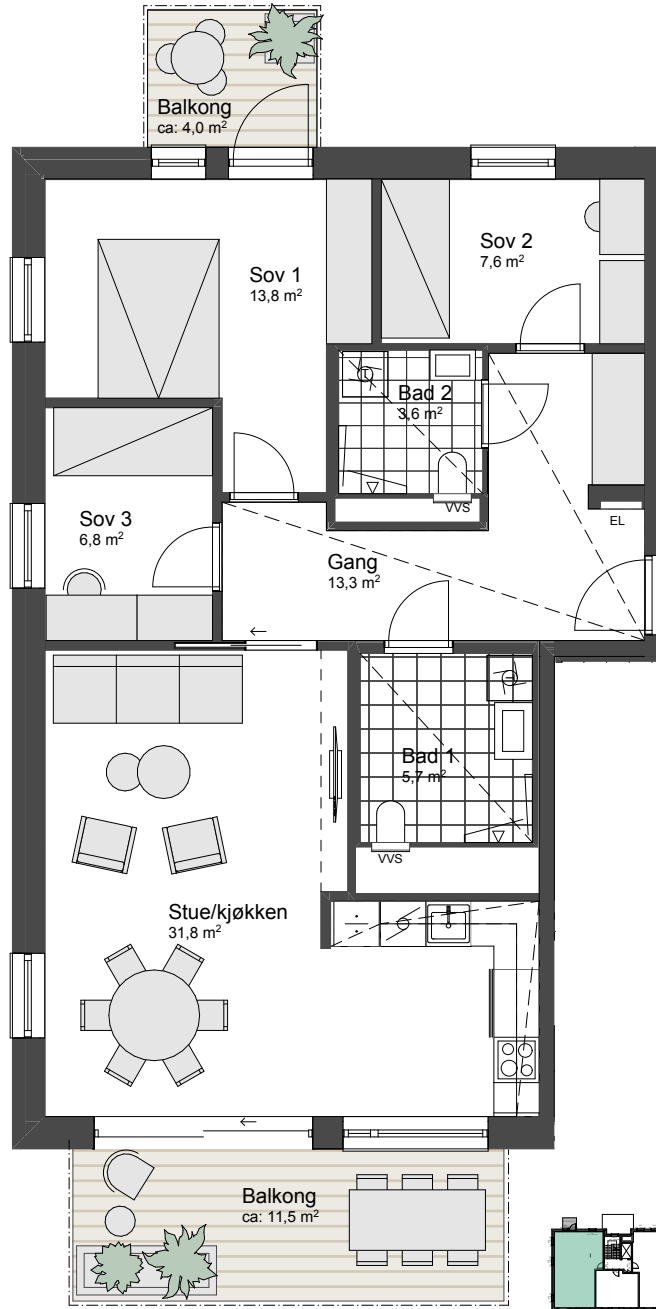 Balkong
ca: 4,0 m²
Sov 1
13,8 m²
Sov 2
7,6 m²
Bad 2
3,6 m²
VVS
EL
Sov 3
6,8 m²
Gang
13,3 m²
Bad 1
5,7 m²
VVS
Stue/kjøkken
31,8 m²
Balkong
ca: 11,5 m²